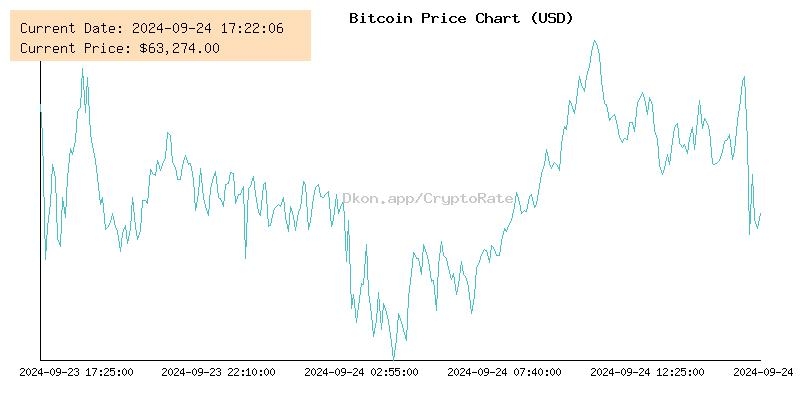 Bitcoin Price Chart (USD)
Current Date: 2024-09-24 17:22:06
Current Price: $63,274.00
Dkon.app/CryptoRate
2024-09-23 17:25:00 2024-09-23 22:10:00 2024-09-24 02:55:00 2024-09-24 07:40:00 2024-09-24 12:25:00 2024-09-24